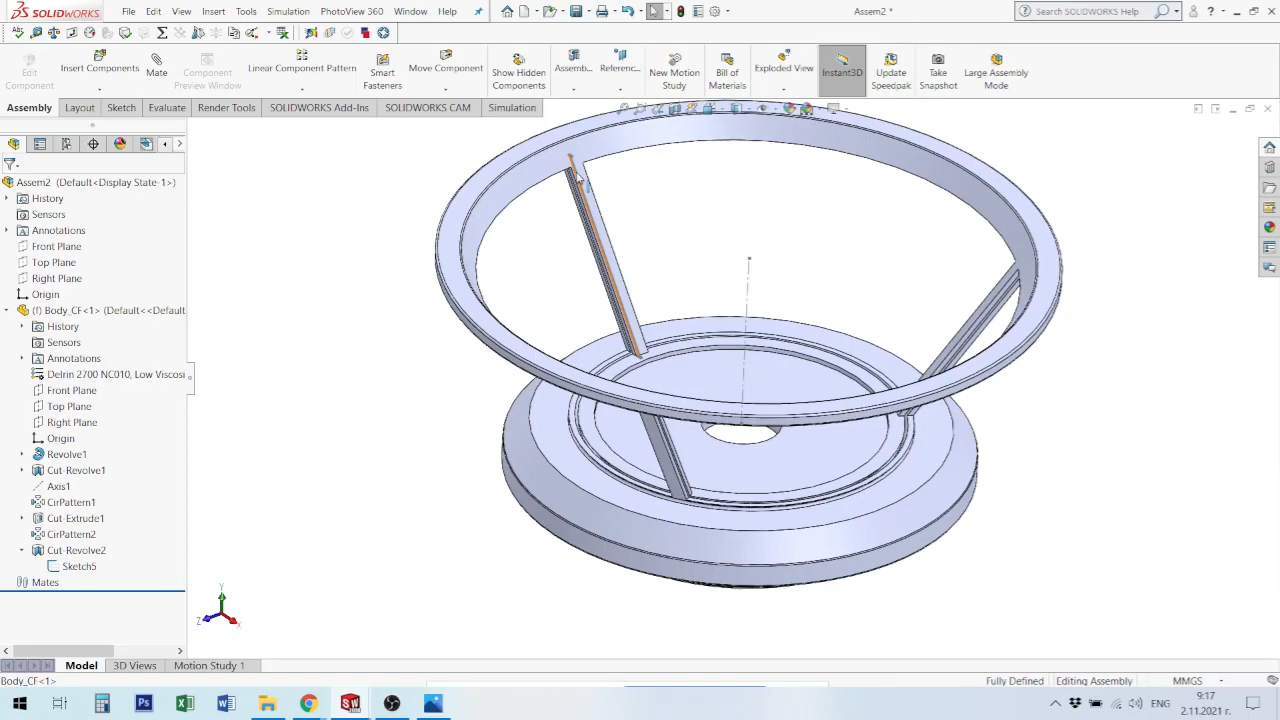 SOLIDWORKS File Edit View Insert Tools Simulation PhotoView 360 Window Help Assem2 * Search SOLIDWORKS Help
Edit Component
Insert Components
Mate
Component Preview Window
Linear Component Pattern
Smart Fasteners
Move Component
Show Hidden Components
Assemb...
Referenc...
New Motion Study
Bill of Materials
Exploded View
Instant3D
Update Speedpak
Take Snapshot
Large Assembly Mode
Assembly Layout Sketch Evaluate Render Tools SOLIDWORKS Add-Ins SOLIDWORKS CAM Simulation
Assem2 (Default<Display State-1>)
History
Sensors
Annotations
Front Plane
Top Plane
Right Plane
Origin
(f) Body_CF<1> (Default<<Default
History
Sensors
Annotations
Delrin 2700 NC010, Low Viscosi
Front Plane
Top Plane
Right Plane
Origin
Revolve1
Cut-Revolve1
Axis1
CirPattern1
Cut-Extrude1
CirPattern2
Cut-Revolve2
Sketch5
Mates
Y
Z
X
Model 3D Views Motion Study 1
Body_CF<1> Fully Defined Editing Assembly MMGS
ENG
9:17
2.11.2021 г.